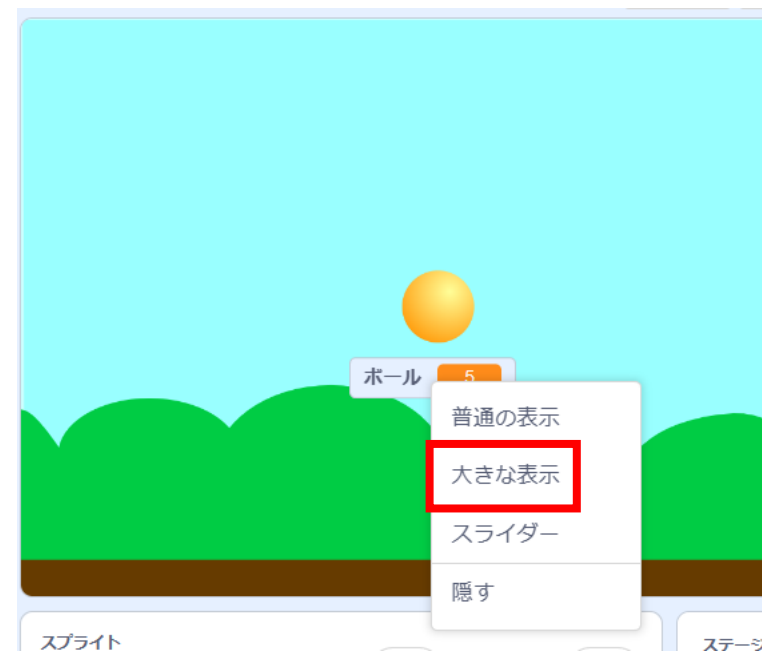 ボール 5
普通の表示
大きな表示
スライダー
隠す
スプライト
ステージ